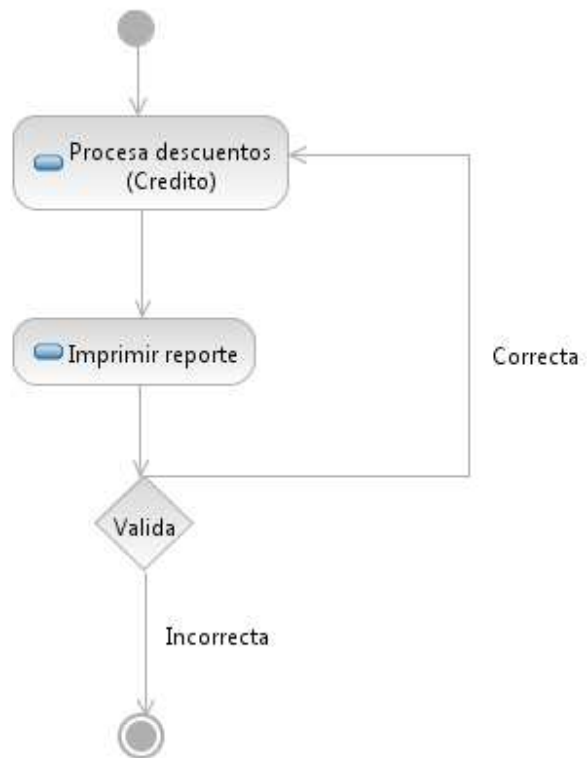 Procesa descuentos
(Credito)
Imprimir reporte
Correcta
Valida
Incorrecta